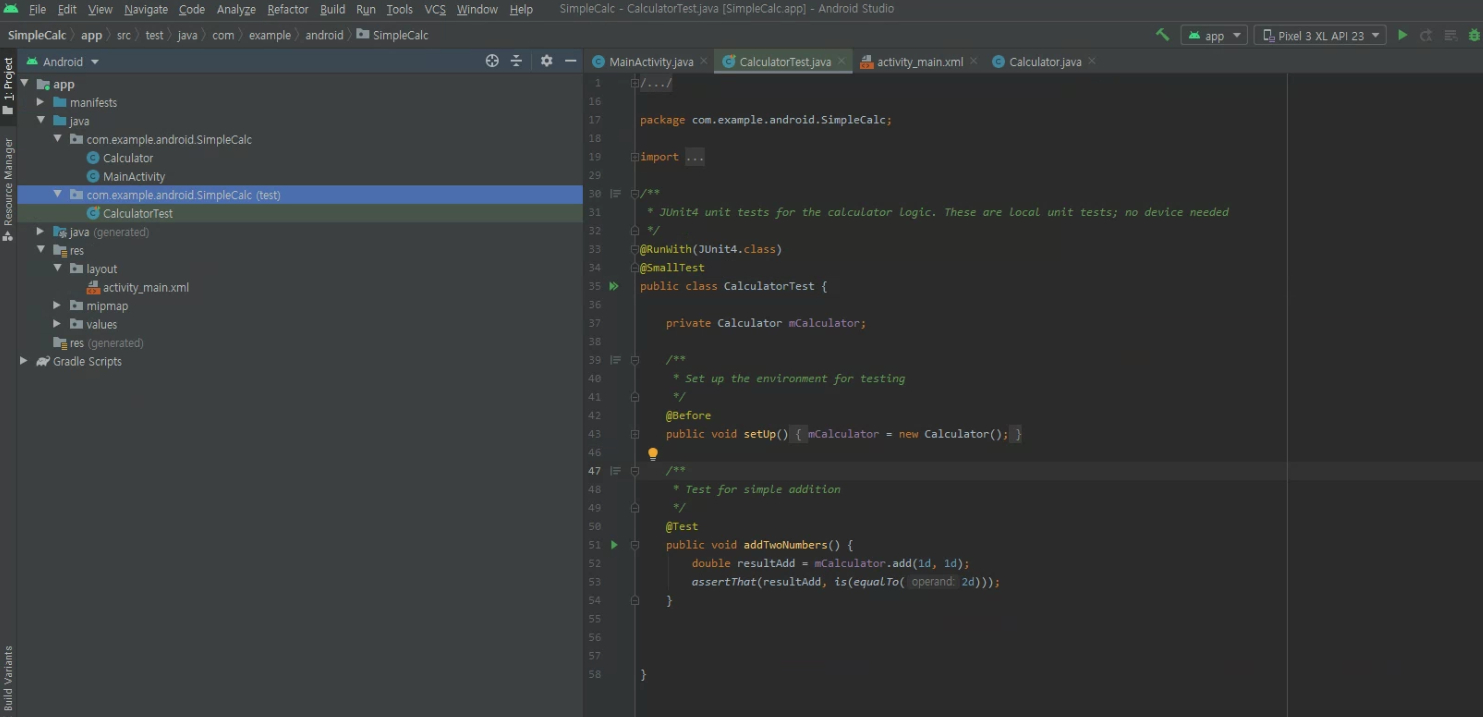 File Edit View Navigate Code Analyze Refactor Build Run Tools VCS Window Help SimpleCalc - CalculatorTest.java [SimpleCalc.app] - Android Studio
SimpleCalc app src test java com example android SimpleCalc app Pixel 3 XL API 23
Android
MainActivity.java CalculatorTest.java activity_main.xml Calculator.java
1: Project
Resource Manager
Build Variants
app
manifests
java
com.example.android.SimpleCalc
Calculator
MainActivity
com.example.android.SimpleCalc (test)
CalculatorTest
java (generated)
res
layout
activity_main.xml
mipmap
values
res (generated)
Gradle Scripts
1 /.../
16
17 package com.example.android.SimpleCalc;
18
19 import ...
29
30 /**
31 * JUnit4 unit tests for the calculator logic. These are local unit tests; no device needed
32 */
33 @RunWith(JUnit4.class)
34 @SmallTest
35 public class CalculatorTest {
36
37 private Calculator mCalculator;
38
39 /**
40 * Set up the environment for testing
41 */
42 @Before
43 public void setUp() { mCalculator = new Calculator(); }
46
47 /**
48 * Test for simple addition
49 */
50 @Test
51 public void addTwoNumbers() {
52 double resultAdd = mCalculator.add(1d, 1d);
53 assertThat(resultAdd, is(equalTo( operand: 2d)));
54 }
55
56
57
58 }